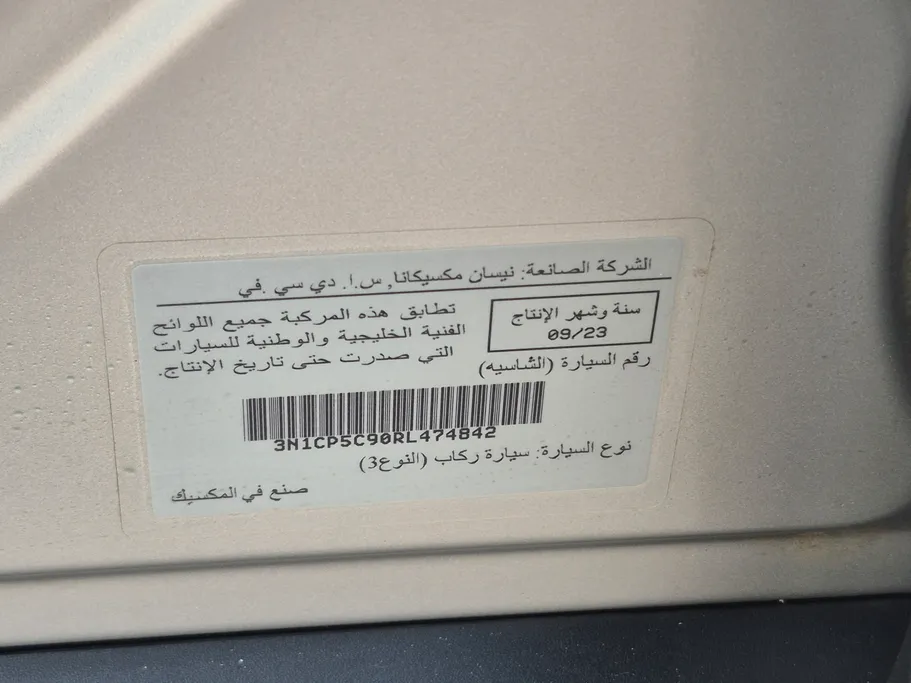 الشركة الصانعة: نيسان مكسيكانا, س.ا. دي سي .في
سنة وشهر الإنتاج
09/23
تطابق هذه المركبة جميع اللوائح
الفنية الخليجية والوطنية للسيارات
التي صدرت حتى تاريخ الإنتاج.
رقم السيارة (الشاسيه)
3N1CP5C90RL474842
نوع السيارة: سيارة ركاب (النوع3)
صنع في المكسيك